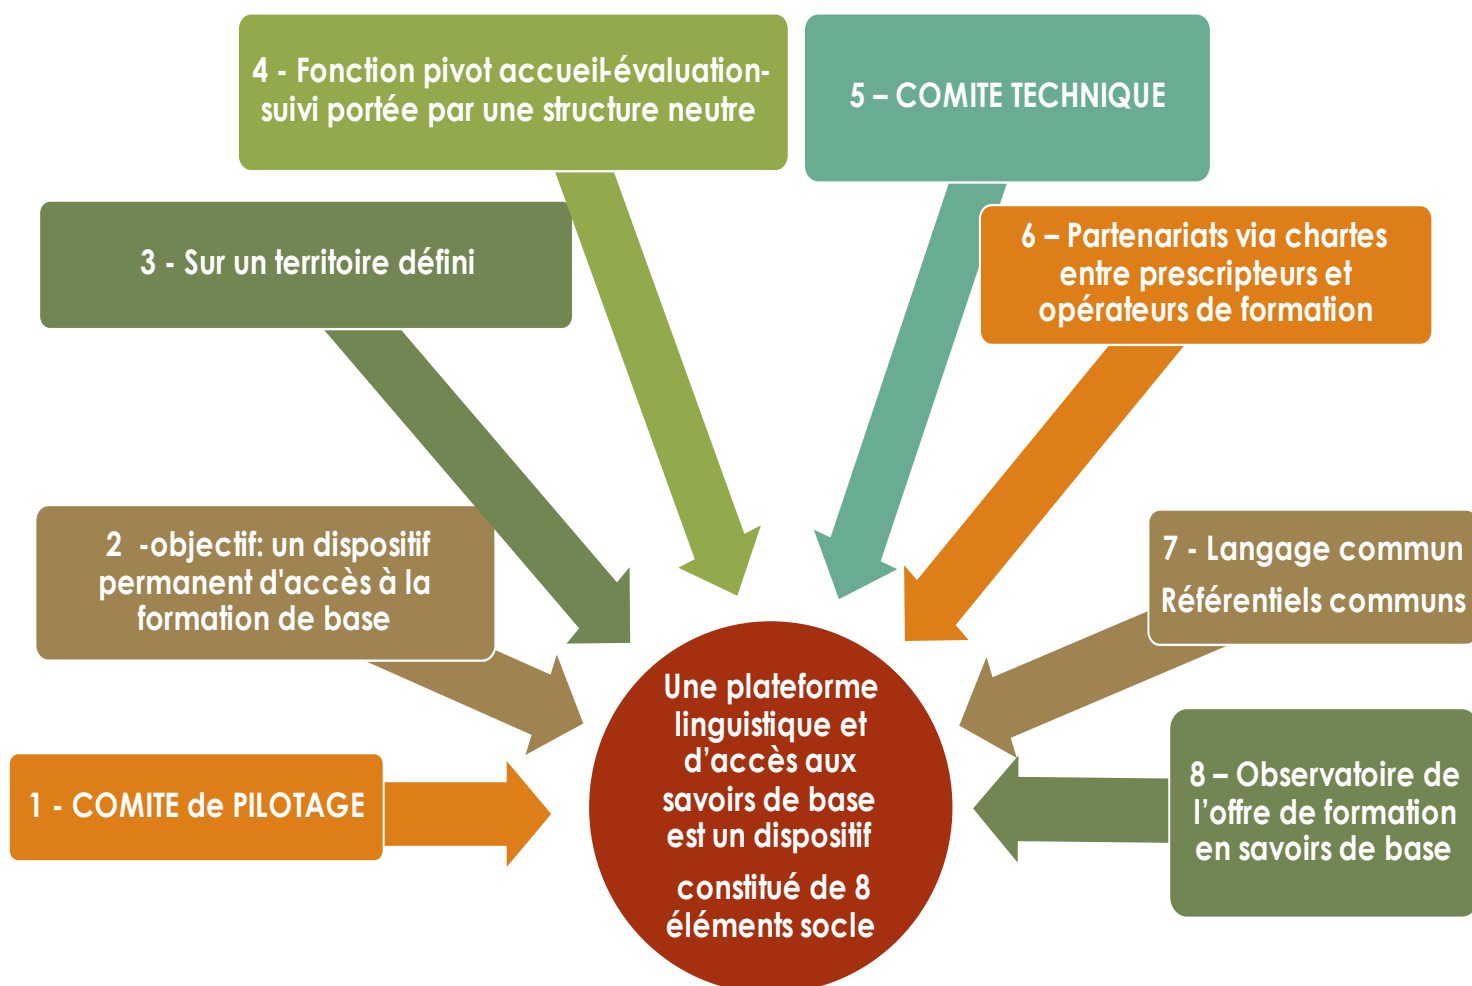 4 - Fonction pivot accueil-évaluation-
suivi portée par une structure neutre
5 – COMITE TECHNIQUE
3 - Sur un territoire défini
6 – Partenariats via chartes
entre prescripteurs et
opérateurs de formation
2 -objectif: un dispositif
permanent d'accès à la
formation de base
7 - Langage commun
Référentiels communs
1 - COMITE de PILOTAGE
Une plateforme
linguistique et
d’accès aux
savoirs de base
est un dispositif
constitué de 8
éléments socle
8 – Observatoire de
l’offre de formation
en savoirs de base